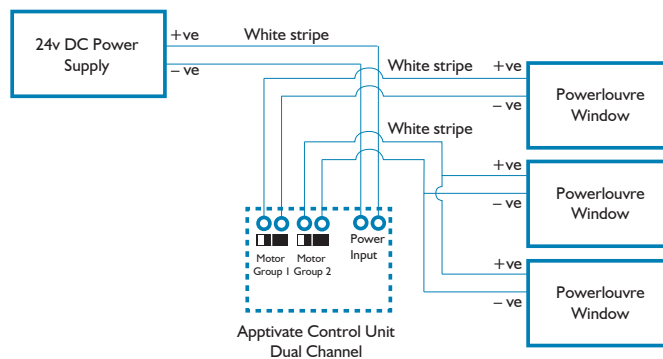 24v DC Power
Supply
+ve
White stripe
– ve
White stripe
+ve
– ve
Powerlouvre
Window
White stripe
+ve
– ve
Powerlouvre
Window
+ve
– ve
Powerlouvre
Window
Motor
Group 1
Motor
Group 2
Power
Input
Apptivate Control Unit
Dual Channel